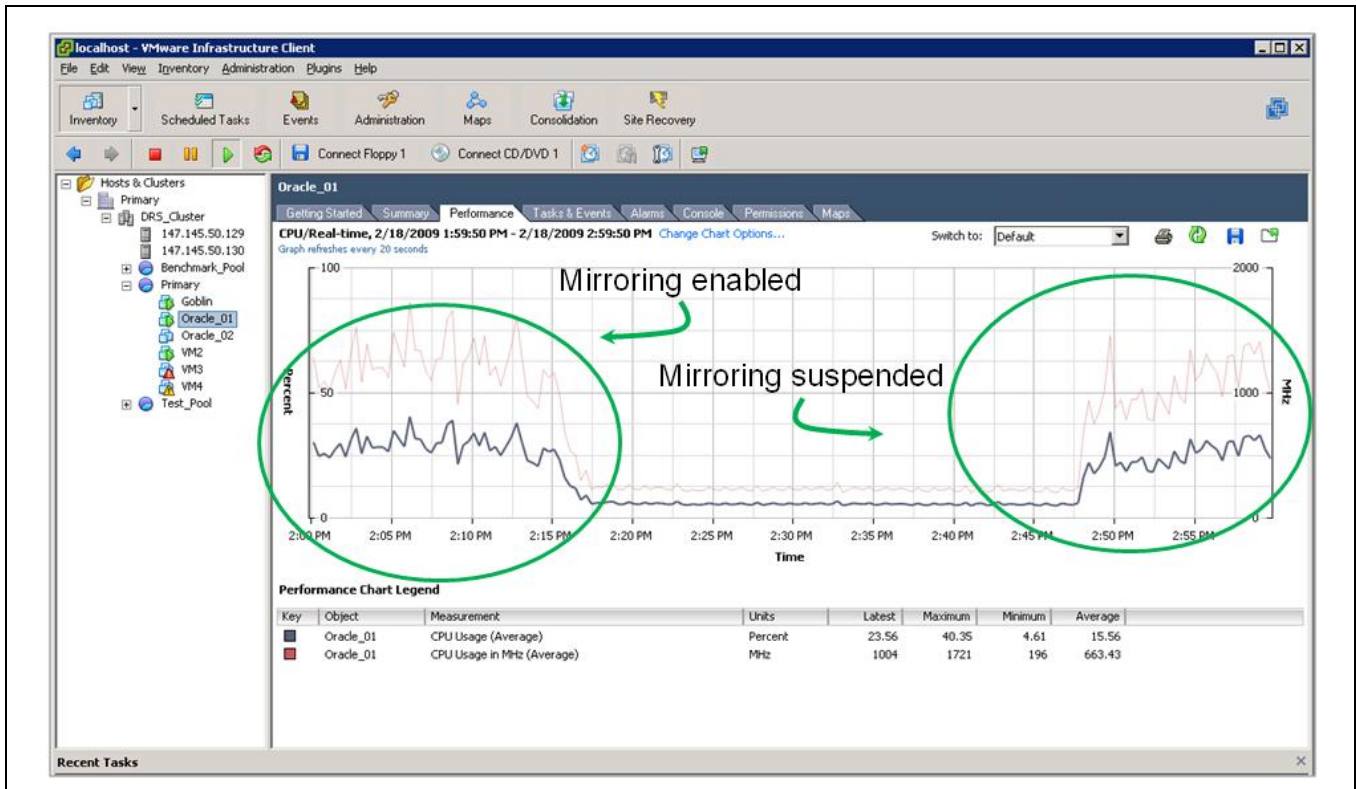 localhost - VMware Infrastructure Client
File Edit View Inventory Administration Plugins Help
Inventory Scheduled Tasks Events Administration Maps Consolidation Site Recovery
Connect Floppy 1 Connect CD/DVD 1
Hosts & Clusters
Primary
DRS_Cluster
147.145.50.129
147.145.50.130
Benchmark_Pool
Primary
Goblin
Oracle_01
Oracle_02
VM2
VM3
VM4
Test_Pool
Oracle_01
Getting Started Summary Performance Tasks & Events Alarms Console Permissions Maps
CPU/Real-time, 2/18/2009 1:59:50 PM - 2/18/2009 2:59:50 PM Change Chart Options... Switch to: Default
Graph refreshes every 20 seconds
100 2000
Mirroring enabled
Mirroring suspended
Percent
50 1000
MHz
0 0
2:00 PM 2:05 PM 2:10 PM 2:15 PM 2:20 PM 2:25 PM 2:30 PM 2:35 PM 2:40 PM 2:45 PM 2:50 PM 2:55 PM
Time
Performance Chart Legend
Key Object Measurement Units Latest Maximum Minimum Average
Oracle_01 CPU Usage (Average) Percent 23.56 40.35 4.61 15.56
Oracle_01 CPU Usage in MHz (Average) MHz 1004 1721 196 663.43
Recent Tasks